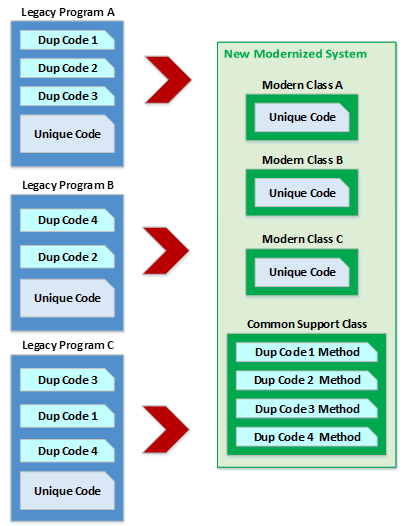 Legacy Program A
Dup Code 1
Dup Code 2
Dup Code 3
Unique Code
Legacy Program B
Dup Code 4
Dup Code 2
Unique Code
Legacy Program C
Dup Code 3
Dup Code 1
Dup Code 4
Unique Code
New Modernized System
Modern Class A
Unique Code
Modern Class B
Unique Code
Modern Class C
Unique Code
Common Support Class
Dup Code 1 Method
Dup Code 2 Method
Dup Code 3 Method
Dup Code 4 Method